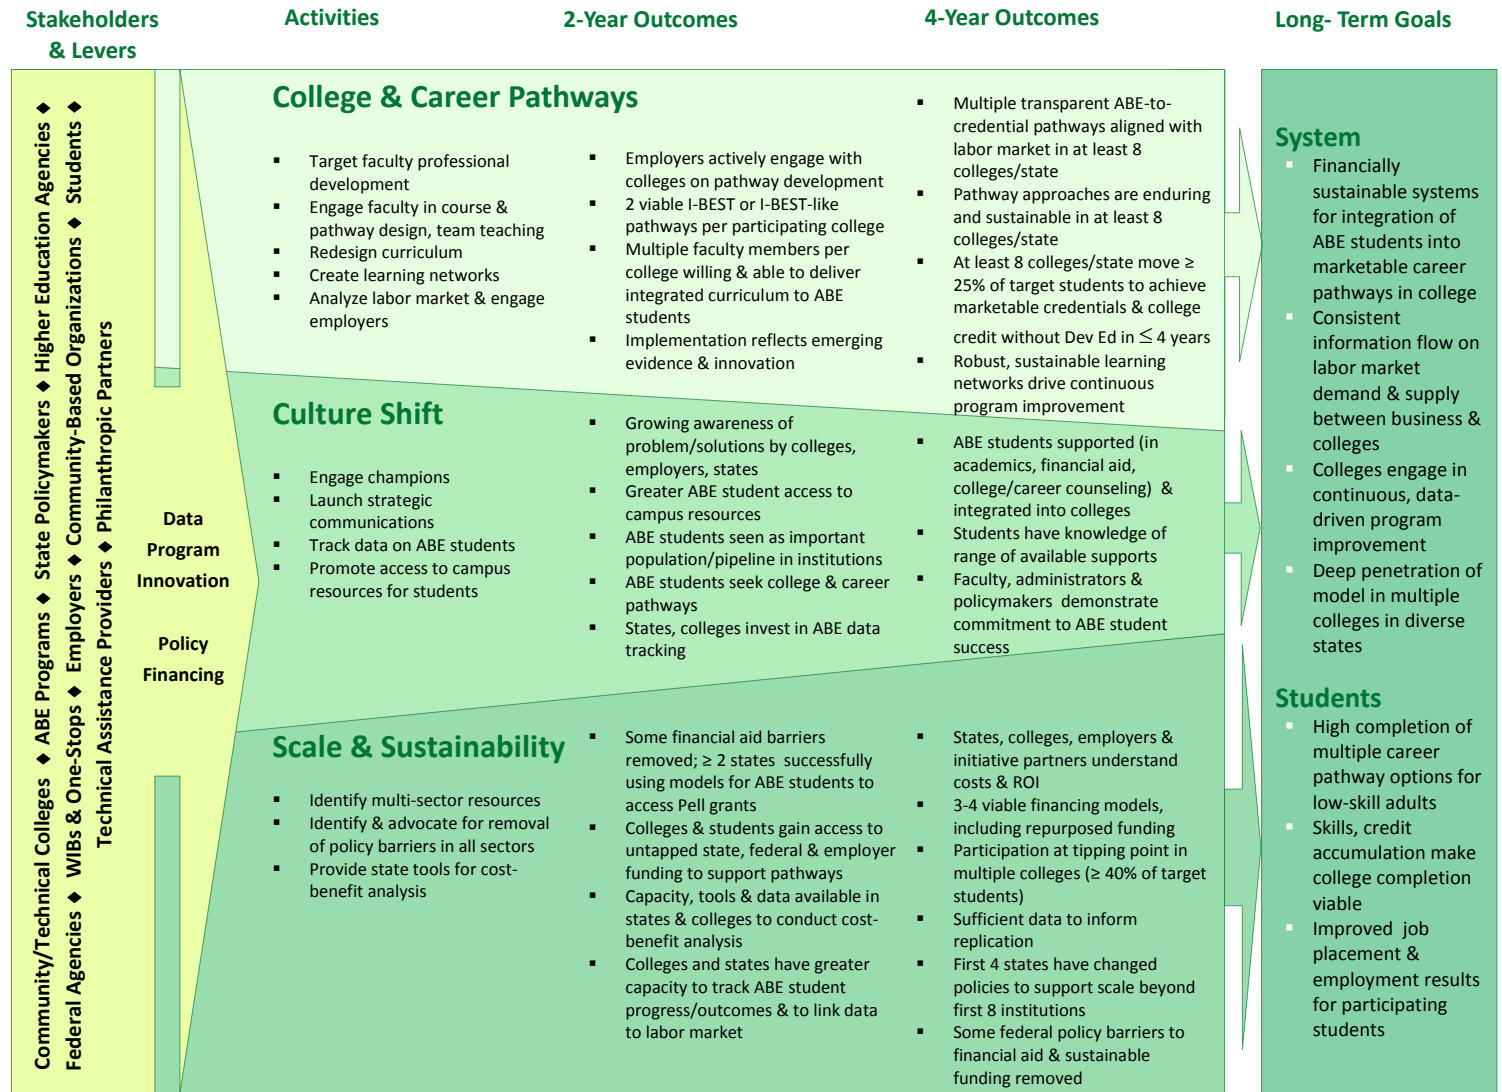 Stakeholders
& Levers
Activities
2-Year Outcomes
4-Year Outcomes
Long- Term Goals
Community/Technical Colleges ◆ ABE Programs ◆ State Policymakers ◆ Higher Education Agencies ◆
Federal Agencies ◆ WIBs & One-Stops ◆ Employers ◆ Community-Based Organizations ◆ Students ◆
Technical Assistance Providers ◆ Philanthropic Partners
Data
Program
Innovation
Policy
Financing
College & Career Pathways
▪ Target faculty professional
development
▪ Engage faculty in course &
pathway design, team teaching
▪ Redesign curriculum
▪ Create learning networks
▪ Analyze labor market & engage
employers
▪ Employers actively engage with
colleges on pathway development
▪ 2 viable I-BEST or I-BEST-like
pathways per participating college
▪ Multiple faculty members per
college willing & able to deliver
integrated curriculum to ABE
students
▪ Implementation reflects emerging
evidence & innovation
▪ Multiple transparent ABE-to-
credential pathways aligned with
labor market in at least 8
colleges/state
▪ Pathway approaches are enduring
and sustainable in at least 8
colleges/state
▪ At least 8 colleges/state move ≥
25% of target students to achieve
marketable credentials & college
credit without Dev Ed in ≤ 4 years
▪ Robust, sustainable learning
networks drive continuous
program improvement
Culture Shift
▪ Engage champions
▪ Launch strategic
communications
▪ Track data on ABE students
▪ Promote access to campus
resources for students
▪ Growing awareness of
problem/solutions by colleges,
employers, states
▪ Greater ABE student access to
campus resources
▪ ABE students seen as important
population/pipeline in institutions
▪ ABE students seek college & career
pathways
▪ States, colleges invest in ABE data
tracking
▪ ABE students supported (in
academics, financial aid,
college/career counseling) &
integrated into colleges
▪ Students have knowledge of
range of available supports
▪ Faculty, administrators &
policymakers demonstrate
commitment to ABE student
success
Scale & Sustainability
▪ Identify multi-sector resources
▪ Identify & advocate for removal
of policy barriers in all sectors
▪ Provide state tools for cost-
benefit analysis
▪ Some financial aid barriers
removed; ≥ 2 states successfully
using models for ABE students to
access Pell grants
▪ Colleges & students gain access to
untapped state, federal & employer
funding to support pathways
▪ Capacity, tools & data available in
states & colleges to conduct cost-
benefit analysis
▪ Colleges and states have greater
capacity to track ABE student
progress/outcomes & to link data
to labor market
▪ States, colleges, employers &
initiative partners understand
costs & ROI
▪ 3-4 viable financing models,
including repurposed funding
▪ Participation at tipping point in
multiple colleges (≥ 40% of target
students)
▪ Sufficient data to inform
replication
▪ First 4 states have changed
policies to support scale beyond
first 8 institutions
▪ Some federal policy barriers to
financial aid & sustainable
funding removed
System
▪ Financially
sustainable systems
for integration of
ABE students into
marketable career
pathways in college
▪ Consistent
information flow on
labor market
demand & supply
between business &
colleges
▪ Colleges engage in
continuous, data-
driven program
improvement
▪ Deep penetration of
model in multiple
colleges in diverse
states
Students
▪ High completion of
multiple career
pathway options for
low-skill adults
▪ Skills, credit
accumulation make
college completion
viable
▪ Improved job
placement &
employment results
for participating
students